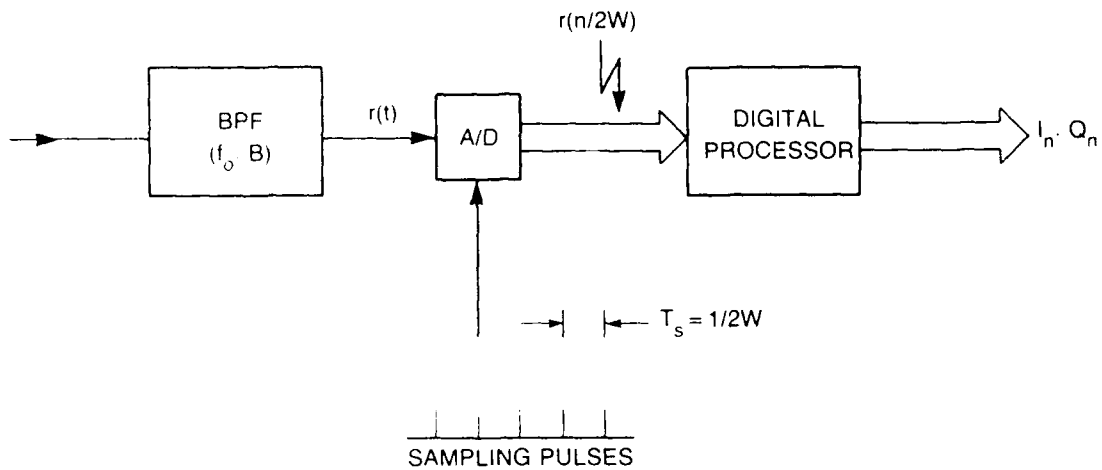 r(n/2W)
BPF
(f₀, B)
r(t)
A/D
DIGITAL
PROCESSOR
Iₙ, Qₙ
Tₛ = 1/2W
SAMPLING PULSES